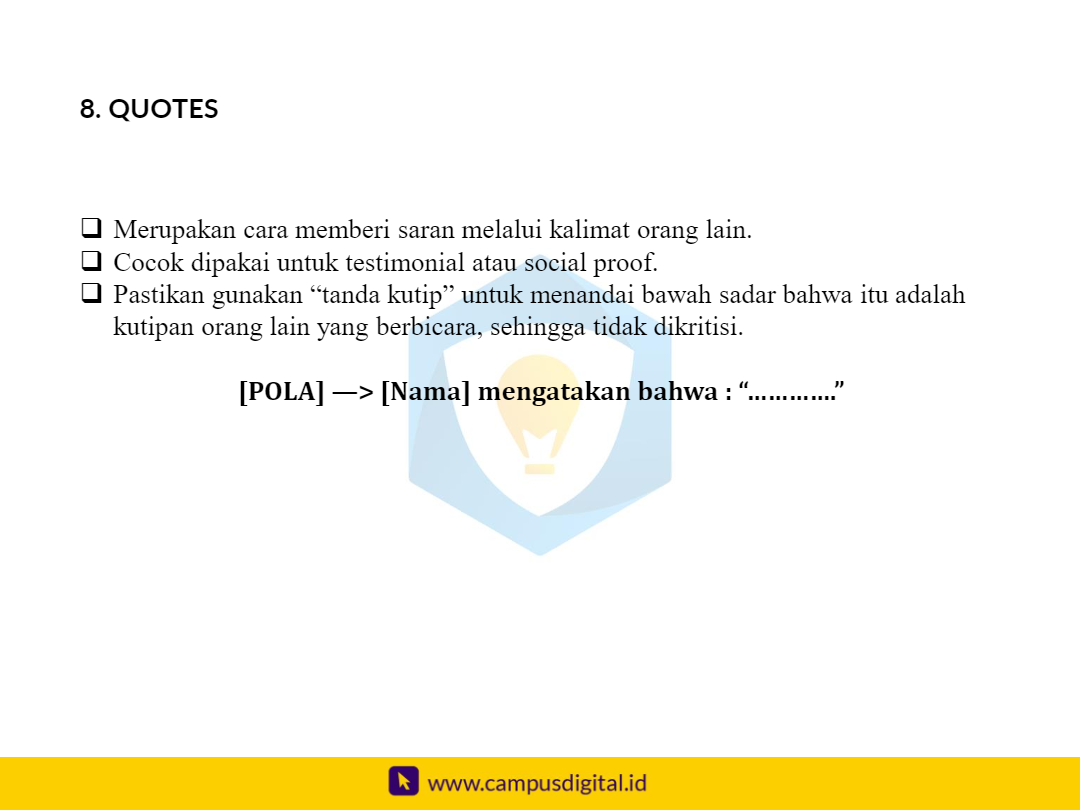 8. QUOTES
❑ Merupakan cara memberi saran melalui kalimat orang lain.
❑ Cocok dipakai untuk testimonial atau social proof.
❑ Pastikan gunakan “tanda kutip” untuk menandai bawah sadar bahwa itu adalah
kutipan orang lain yang berbicara, sehingga tidak dikritisi.
[POLA] —> [Nama] mengatakan bahwa : “………….”
www.campusdigital.id